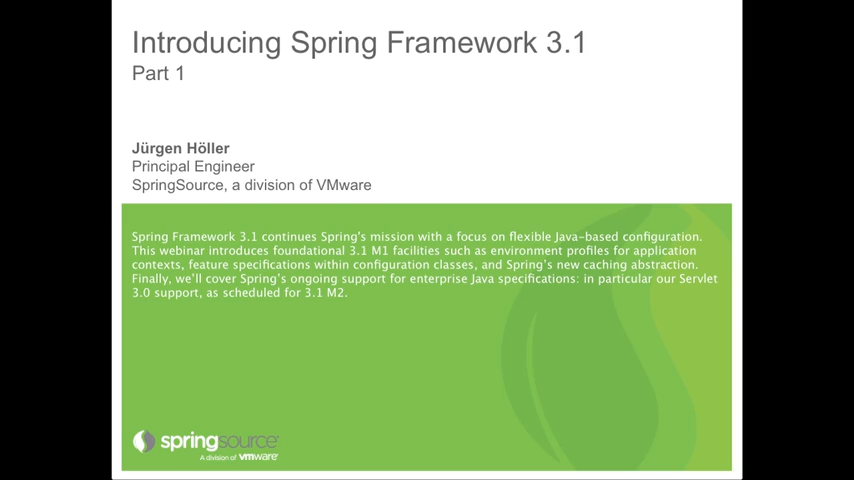 Introducing Spring Framework 3.1
Part 1
Jürgen Höller
Principal Engineer
SpringSource, a division of VMware
Spring Framework 3.1 continues Spring's mission with a focus on flexible Java-based configuration.
This webinar introduces foundational 3.1 M1 facilities such as environment profiles for application
contexts, feature specifications within configuration classes, and Spring's new caching abstraction.
Finally, we'll cover Spring's ongoing support for enterprise Java specifications: in particular our Servlet
3.0 support, as scheduled for 3.1 M2.
springsource
A division of vmware